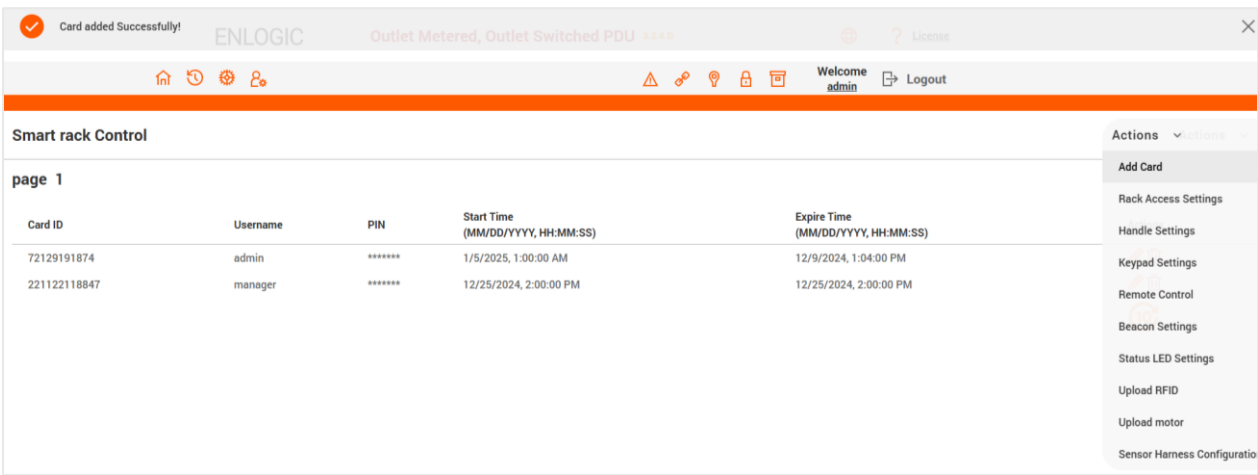 Card added Successfully!
ENLOGIC
Outlet Metered, Outlet Switched PDU
License
Welcome
admin
Logout
Smart rack Control
Actions
Actions
Add Card
Rack Access Settings
Handle Settings
Keypad Settings
Remote Control
Beacon Settings
Status LED Settings
Upload RFID
Upload motor
Sensor Harness Configuratio
page 1
Card ID Username PIN Start Time (MM/DD/YYYY, HH:MM:SS) Expire Time (MM/DD/YYYY, HH:MM:SS)
72129191874 admin ******* 1/5/2025, 1:00:00 AM 12/9/2024, 1:04:00 PM
221122118847 manager ******* 12/25/2024, 2:00:00 PM 12/25/2024, 2:00:00 PM